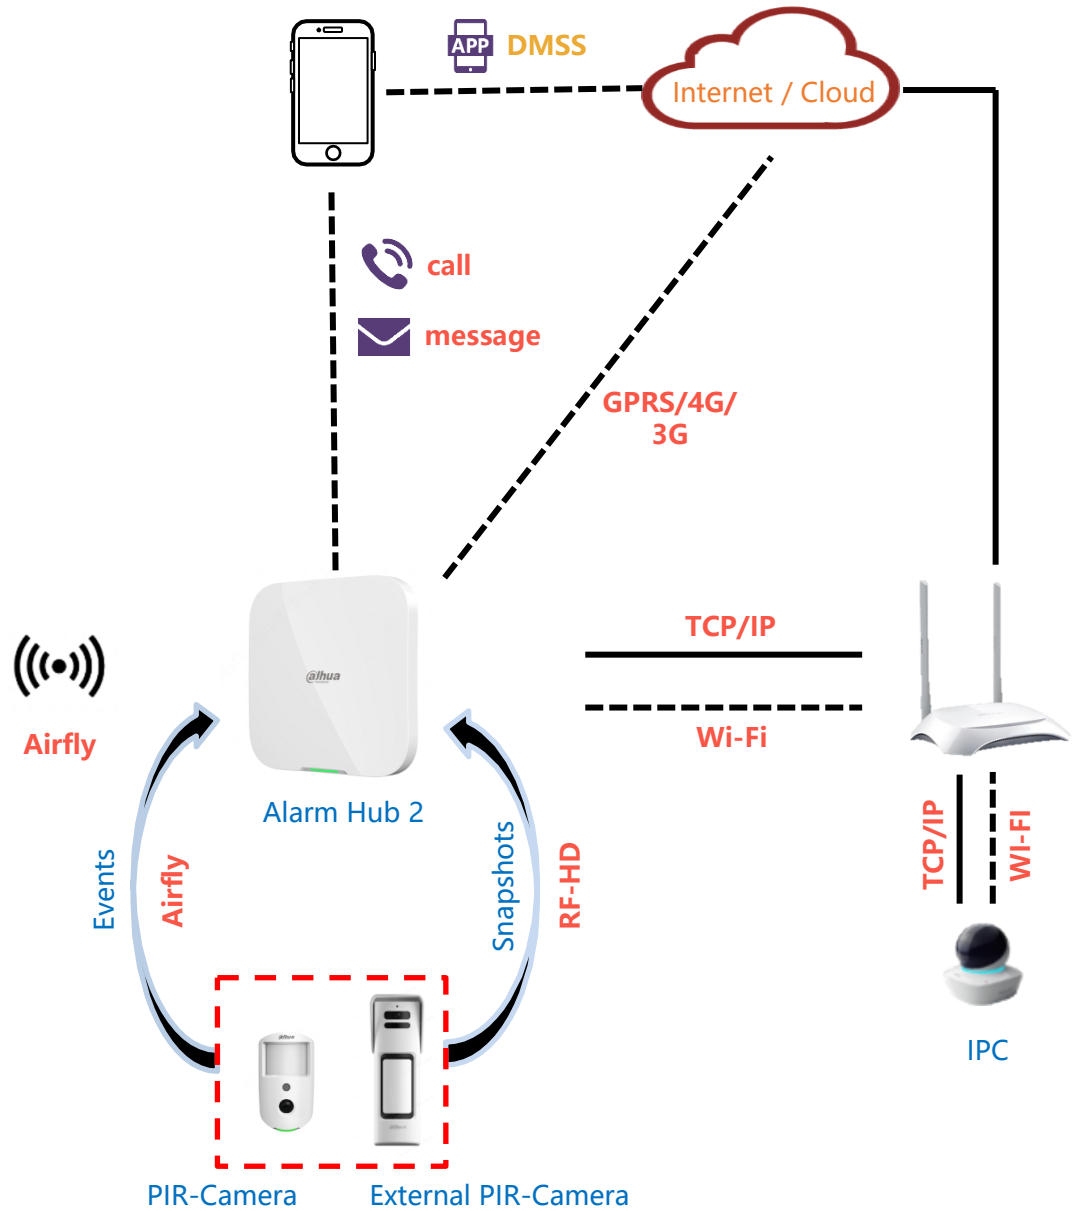 APP DMSS
Internet / Cloud
call
message
GPRS/4G/
3G
TCP/IP
alhua
Wi-Fi
Airfly
Alarm Hub 2
Events
Airfly
Snapshots
RF-HD
TCP/IP
WI-FI
alhua
IPC
PIR-Camera
External PIR-Camera